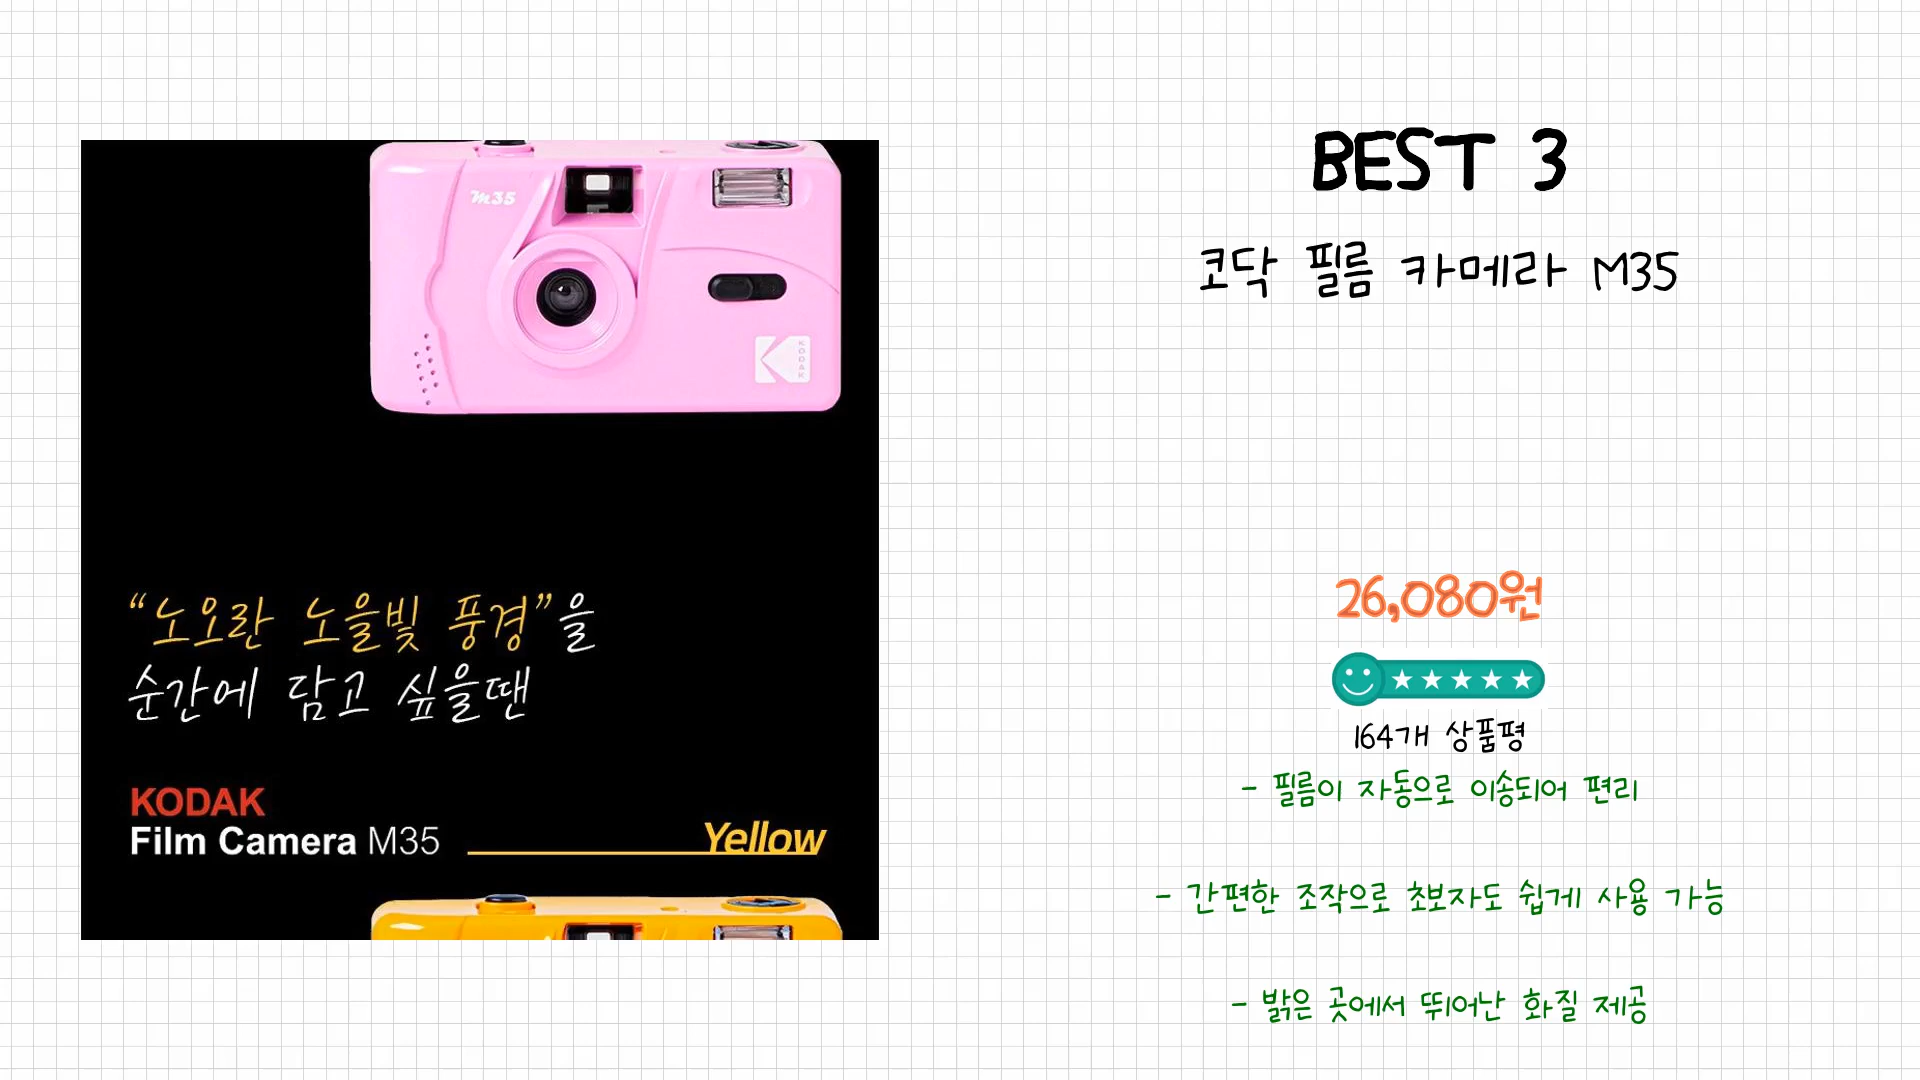 m35
KODAK
“노오란 노을빛 풍경”을
순간에 담고 싶을땐
KODAK
Film Camera M35
Yellow
BEST 3
코닥 필름 카메라 M35
26,080원
164개 상품평
- 필름이 자동으로 이송되어 편리
- 간편한 조작으로 초보자도 쉽게 사용 가능
- 밝은 곳에서 뛰어난 화질 제공